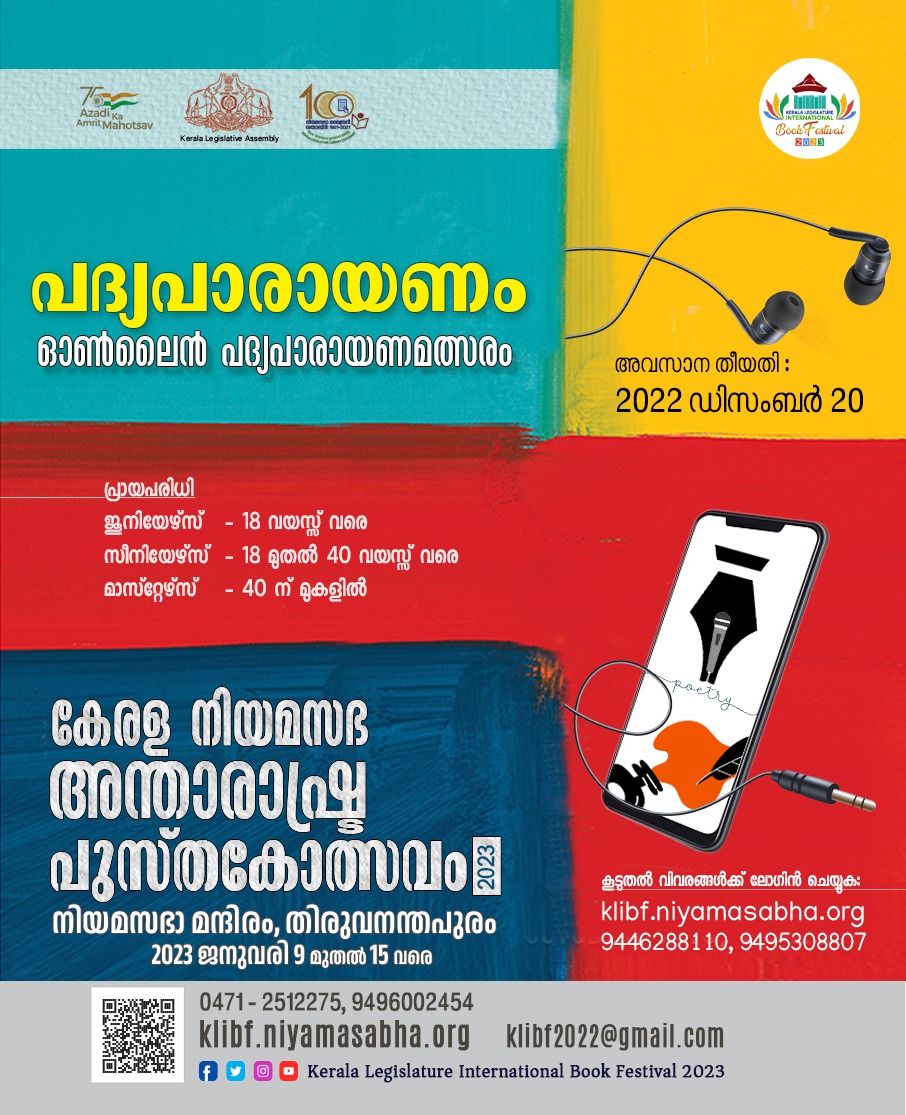 75
Azadi Ka
Amrit Mahotsav
Kerala Legislative Assembly
100
KERALA LEGISLATURE
INTERNATIONAL
Book Festival
2023
പദ്യപാരായണം
ഓൺലൈൻ പദ്യപാരായണമത്സരം
അവസാന തീയതി :
2022 ഡിസംബർ 20
പ്രായപരിധി
ജൂനിയേഴ്സ് - 18 വയസ്സ് വരെ
സീനിയേഴ്സ് - 18 മുതൽ 40 വയസ്സ് വരെ
മാസ്റ്റേഴ്സ് - 40 ന് മുകളിൽ
poetry
കേരള നിയമസഭ
അന്താരാഷ്ട്ര
പുസ്തകോത്സവം 2023
നിയമസഭാ മന്ദിരം, തിരുവനന്തപുരം
2023 ജനുവരി 9 മുതൽ 15 വരെ
കൂടുതൽ വിവരങ്ങൾക്ക് ലോഗിൻ ചെയ്യുക:
klibf.niyamasabha.org
9446288110, 9495308807
0471 - 2512275, 9496002454
klibf.niyamasabha.org klibf2022@gmail.com
Kerala Legislature International Book Festival 2023